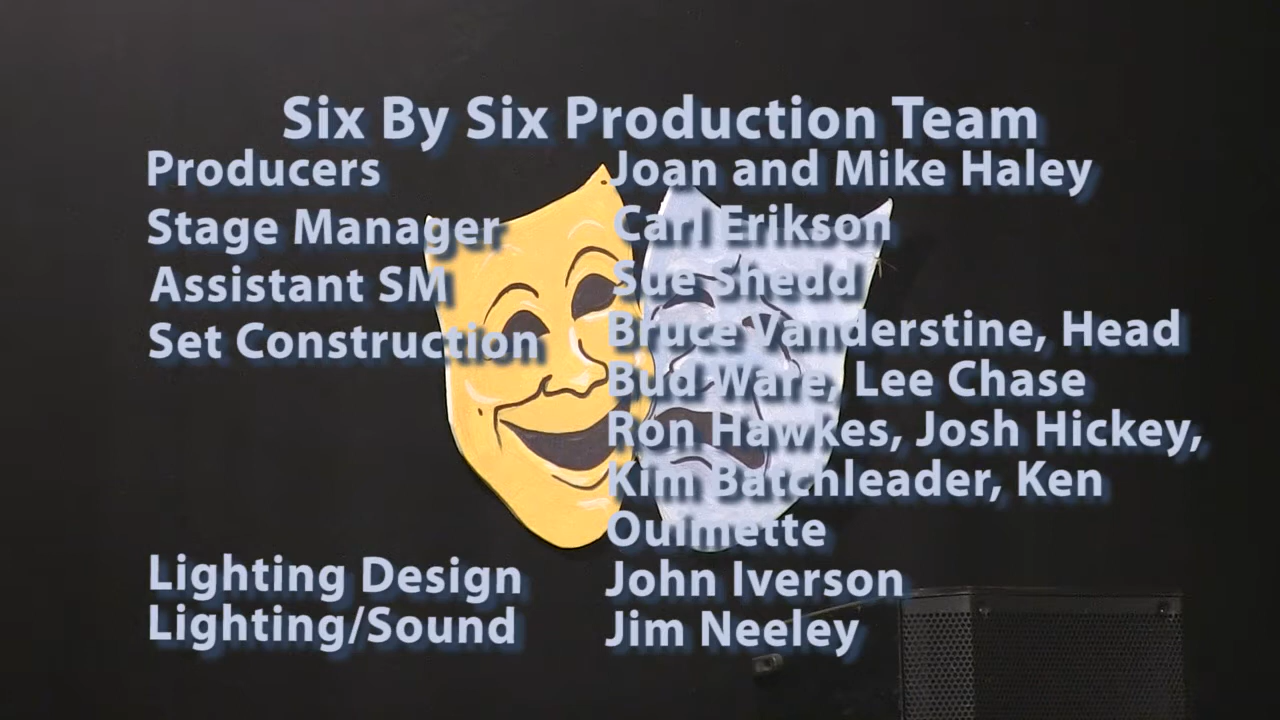 Six By Six Production Team
Producers Joan and Mike Haley
Stage Manager Carl Erikson
Assistant SM Sue Shedd
Set Construction Bruce Vanderstine, Head
Bud Ware, Lee Chase
Ron Hawkes, Josh Hickey,
Kim Batchleader, Ken
Ouimette
Lighting Design John Iverson
Lighting/Sound Jim Neeley